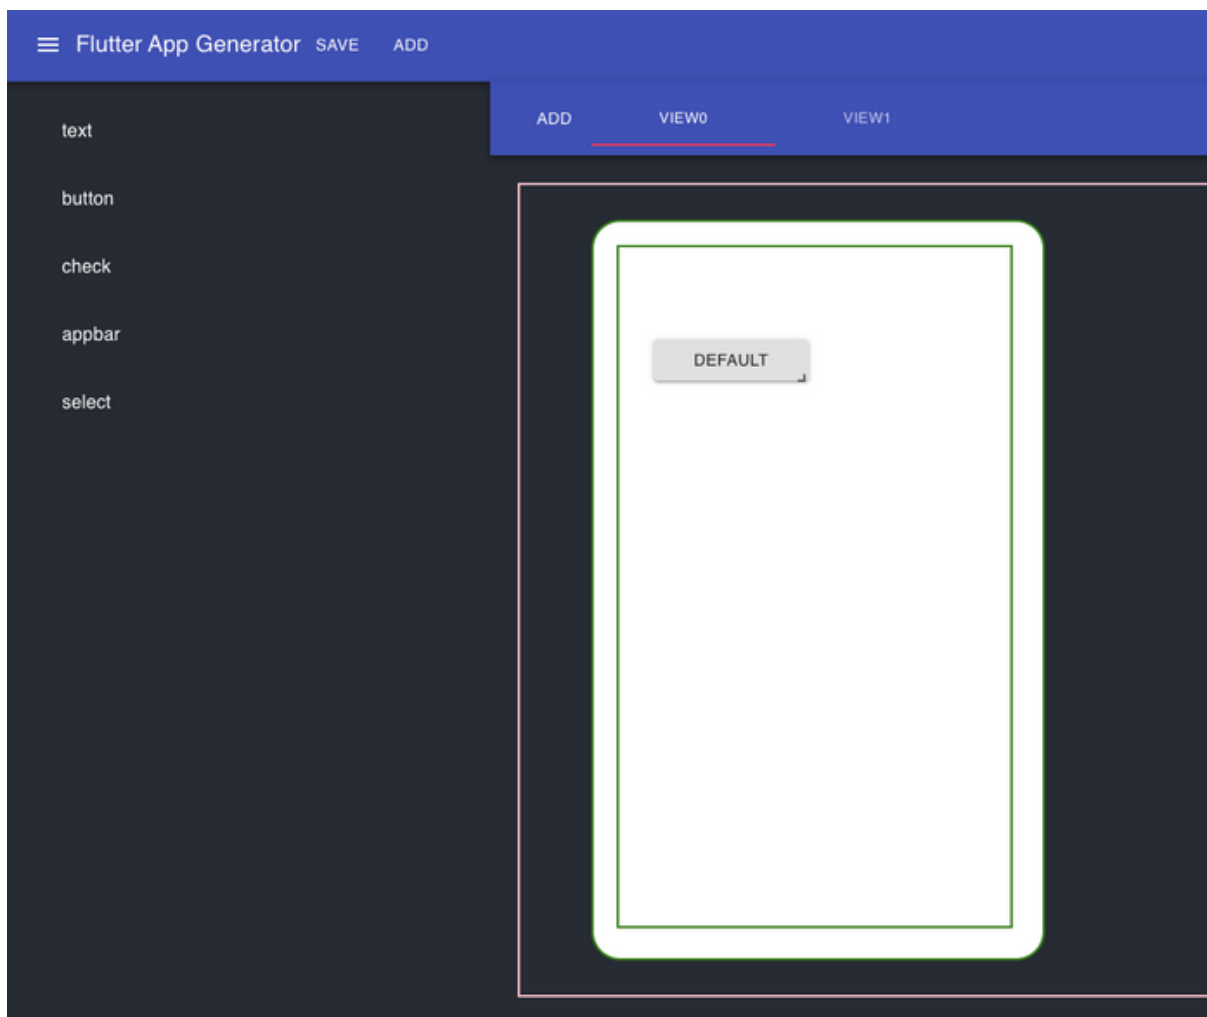 Flutter App Generator SAVE ADD
ADD VIEW0 VIEW1
text
button
check
appbar
select
DEFAULT